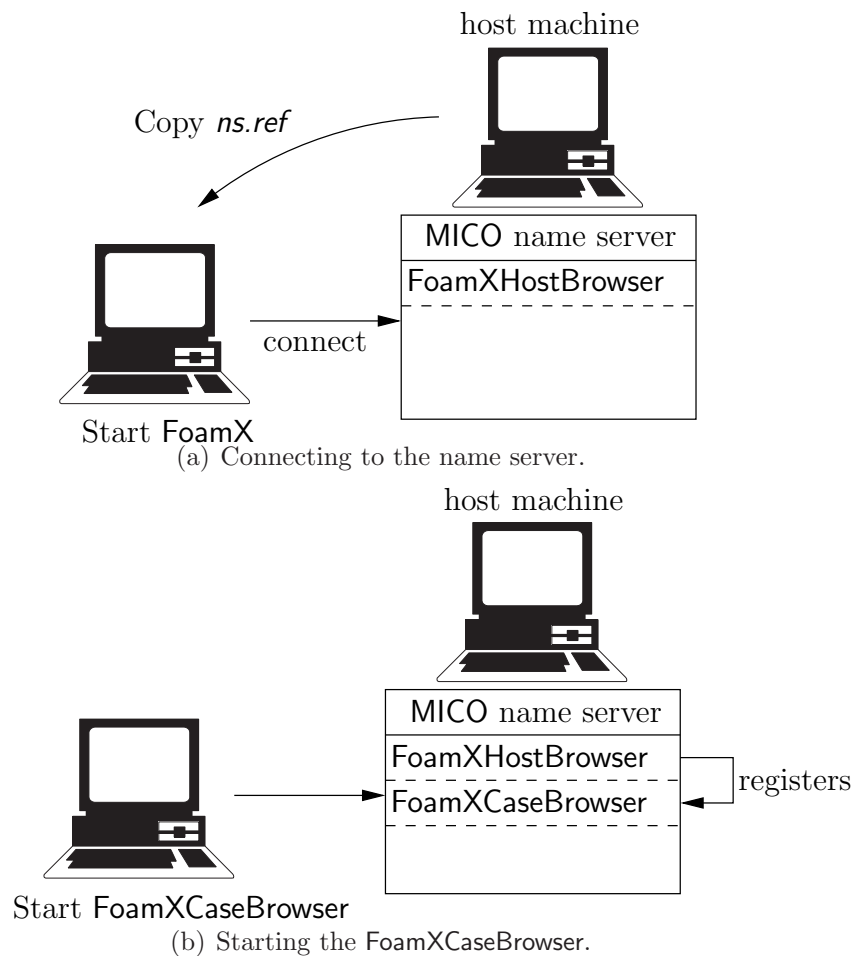 host machine
Copy ns.ref
MICO name server
FoamXHostBrowser
connect
Start FoamX
(a) Connecting to the name server.
host machine
MICO name server
FoamXHostBrowser
registers
FoamXCaseBrowser
Start FoamXCaseBrowser
(b) Starting the FoamXCaseBrowser.